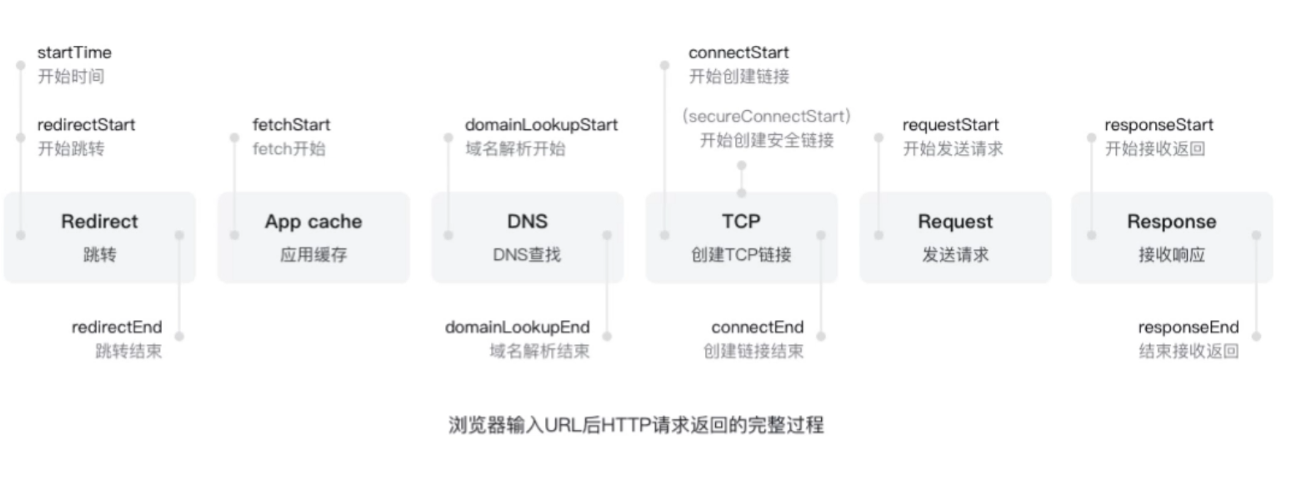 startTime
开始时间
redirectStart
开始跳转
fetchStart
fetch开始
domainLookupStart
域名解析开始
connectStart
开始创建链接
(secureConnectStart)
开始创建安全链接
requestStart
开始发送请求
responseStart
开始接收返回
Redirect
跳转
App cache
应用缓存
DNS
DNS查找
TCP
创建TCP链接
Request
发送请求
Response
接收响应
redirectEnd
跳转结束
domainLookupEnd
域名解析结束
connectEnd
创建链接结束
responseEnd
结束接收返回
浏览器输入URL后HTTP请求返回的完整过程